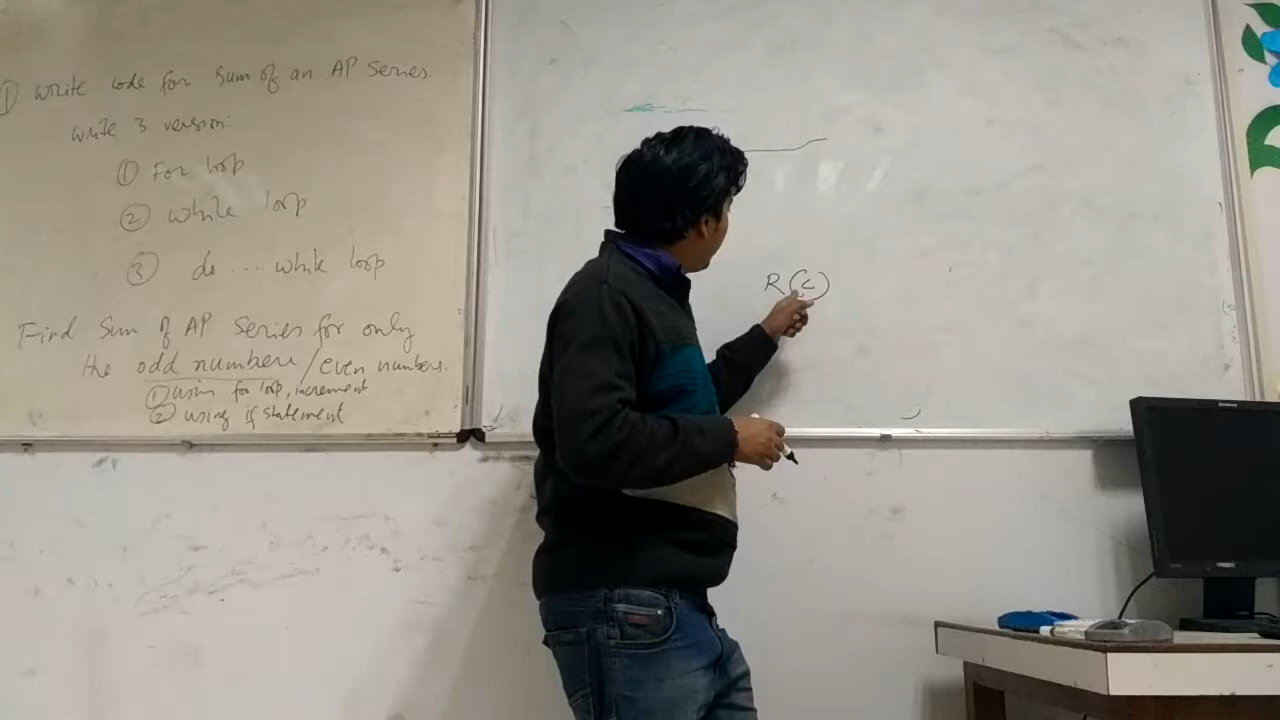 ① Write code for sum of an AP series.
Write 3 version:
① For loop
② while loop
③ do .... while loop
Find Sum of AP Series for only
the odd numbers/even numbers.
① using for loop, increment
② using if statement
R(c)